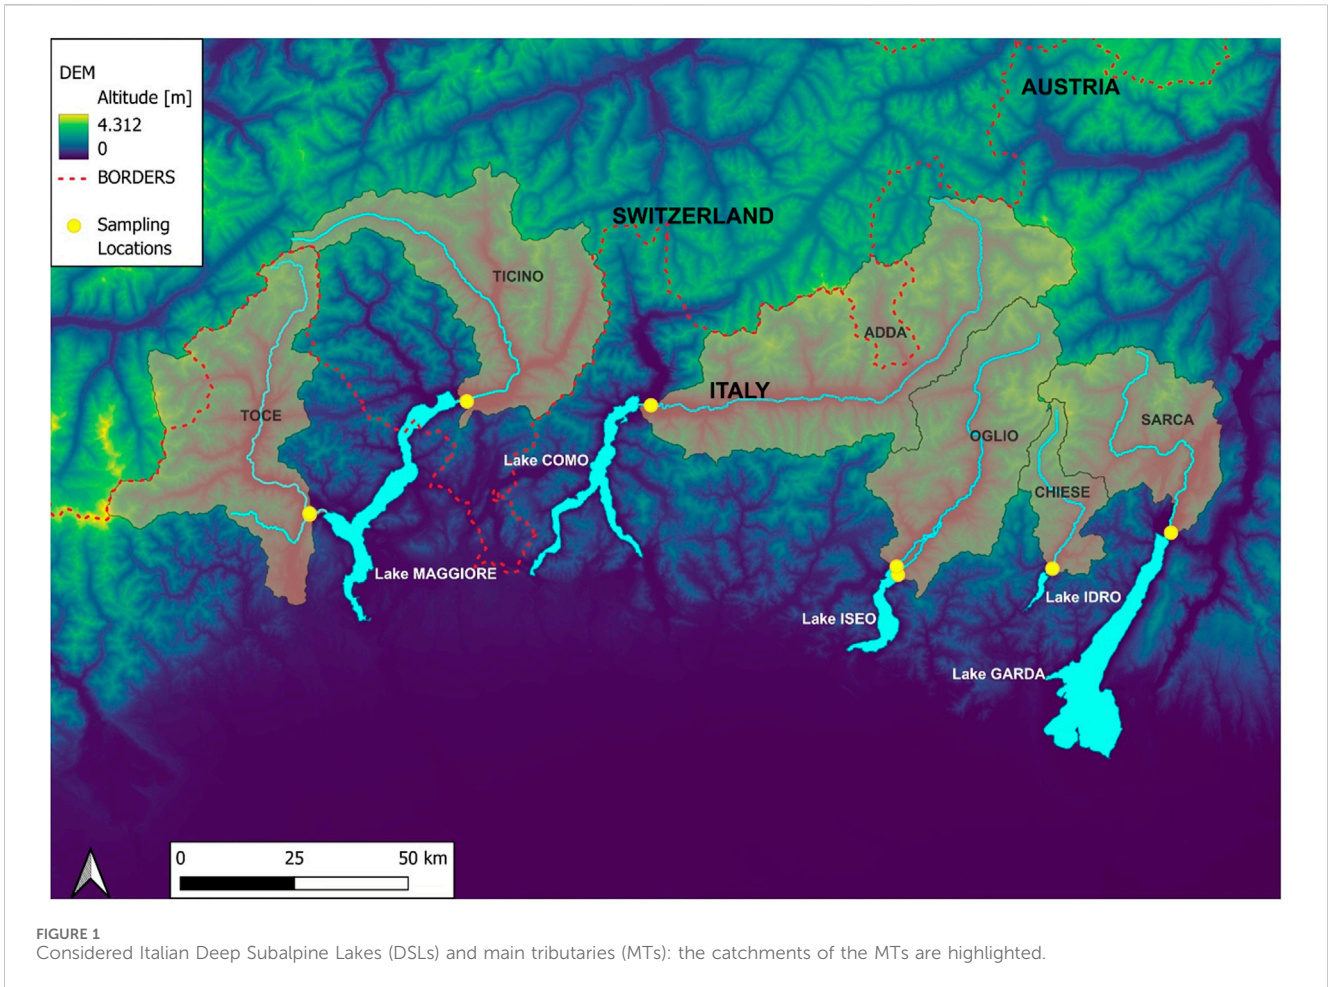 DEM
Altitude [m]
4.312
0
BORDERS
Sampling
Locations
AUSTRIA
SWITZERLAND
TICINO
ADDA
ITALY
TOCE
OGLIO
SARCA
Lake COMO
CHIESE
Lake MAGGIORE
Lake IDRO
Lake ISEO
Lake GARDA
0 25 50 km
FIGURE 1
Considered Italian Deep Subalpine Lakes (DSLs) and main tributaries (MTs): the catchments of the MTs are highlighted.